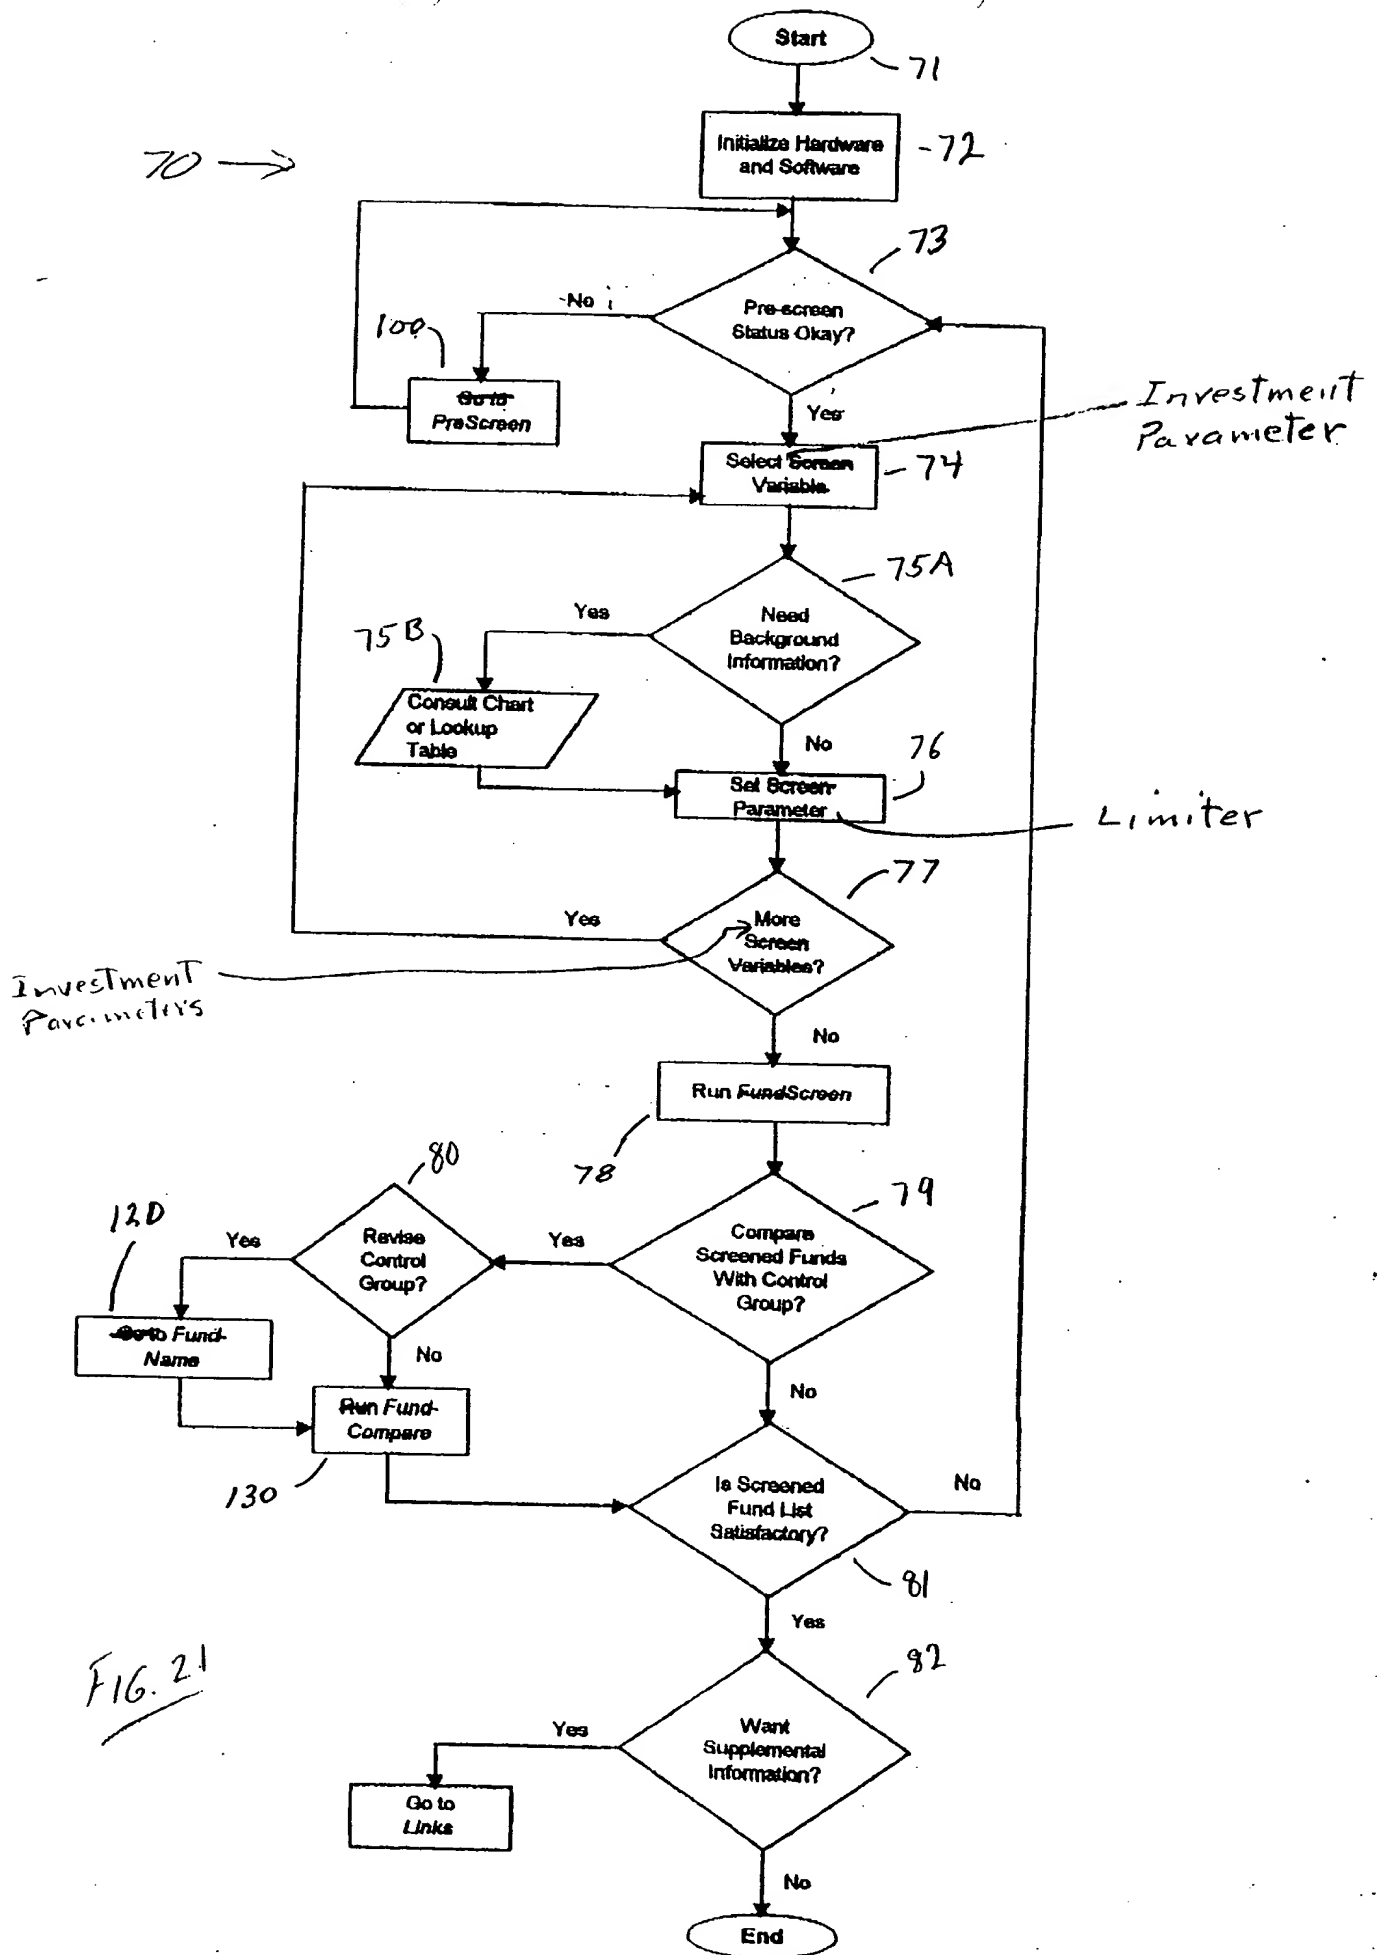 Start
71
70
Initialize Hardware
and Software
72
73
No
Pre-screen
Status Okay?
100
Go to
PreScreen
Yes
Investment
Parameter
Select Screen
Variable
74
75A
Yes
Need
Background
Information?
75B
Consult Chart
or Lookup
Table
No
76
Set Screen
Parameter
Limiter
77
Yes
More
Screen
Variables?
Investment
Parameters
No
Run FundScreen
78
80
79
120
Yes
Revise
Control
Group?
Yes
Compare
Screened Funds
With Control
Group?
Go to Fund-
Name
No
Run Fund-
Compare
No
130
Is Screened
Fund List
Satisfactory?
No
81
Yes
FIG. 21
82
Yes
Want
Supplemental
Information?
Go to
Links
No
End